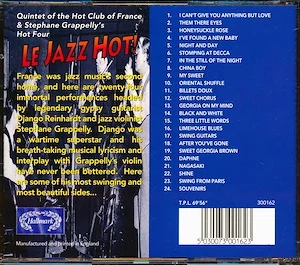 Quintet of the Hot Club of France
& Stephane Grappelly's
Hot Four
LE JAZZ HOT!
France was jazz music's second
home, and here are twenty-four
immortal performances headed
by legendary gypsy guitarist
Django Reinhardt and jazz violinist
Stephane Grappelly. Django was
a wartime superstar and his
breath-taking musical lyricism and
interplay with Grappelly's violin
have never been bettered. Here
are some of his most swinging and
most beautiful sides...
Hallmark
Manufactured and printed in England
1. I CAN'T GIVE YOU ANYTHING BUT LOVE
2. THEM THERE EYES
3. HONEYSUCKLE ROSE
4. I'VE FOUND A NEW BABY
5. NIGHT AND DAY
6. STOMPING AT DECCA
7. IN THE STILL OF THE NIGHT
8. CHINA BOY
9. MY SWEET
10. ORIENTAL SHUFFLE
11. BILLETS DOUX
12. SWEET CHORUS
13. GEORGIA ON MY MIND
14. BLACK AND WHITE
15. THREE LITTLE WORDS
16. LIMEHOUSE BLUES
17. SWING GUITARS
18. AFTER YOU'VE GONE
19. SWEET GEORGIA BROWN
20. DAPHNE
21. NAGASAKI
22. SHINE
23. SWING FROM PARIS
24. SOUVENIRS
T.P.L. 69'56" 300162
5 030073 001623